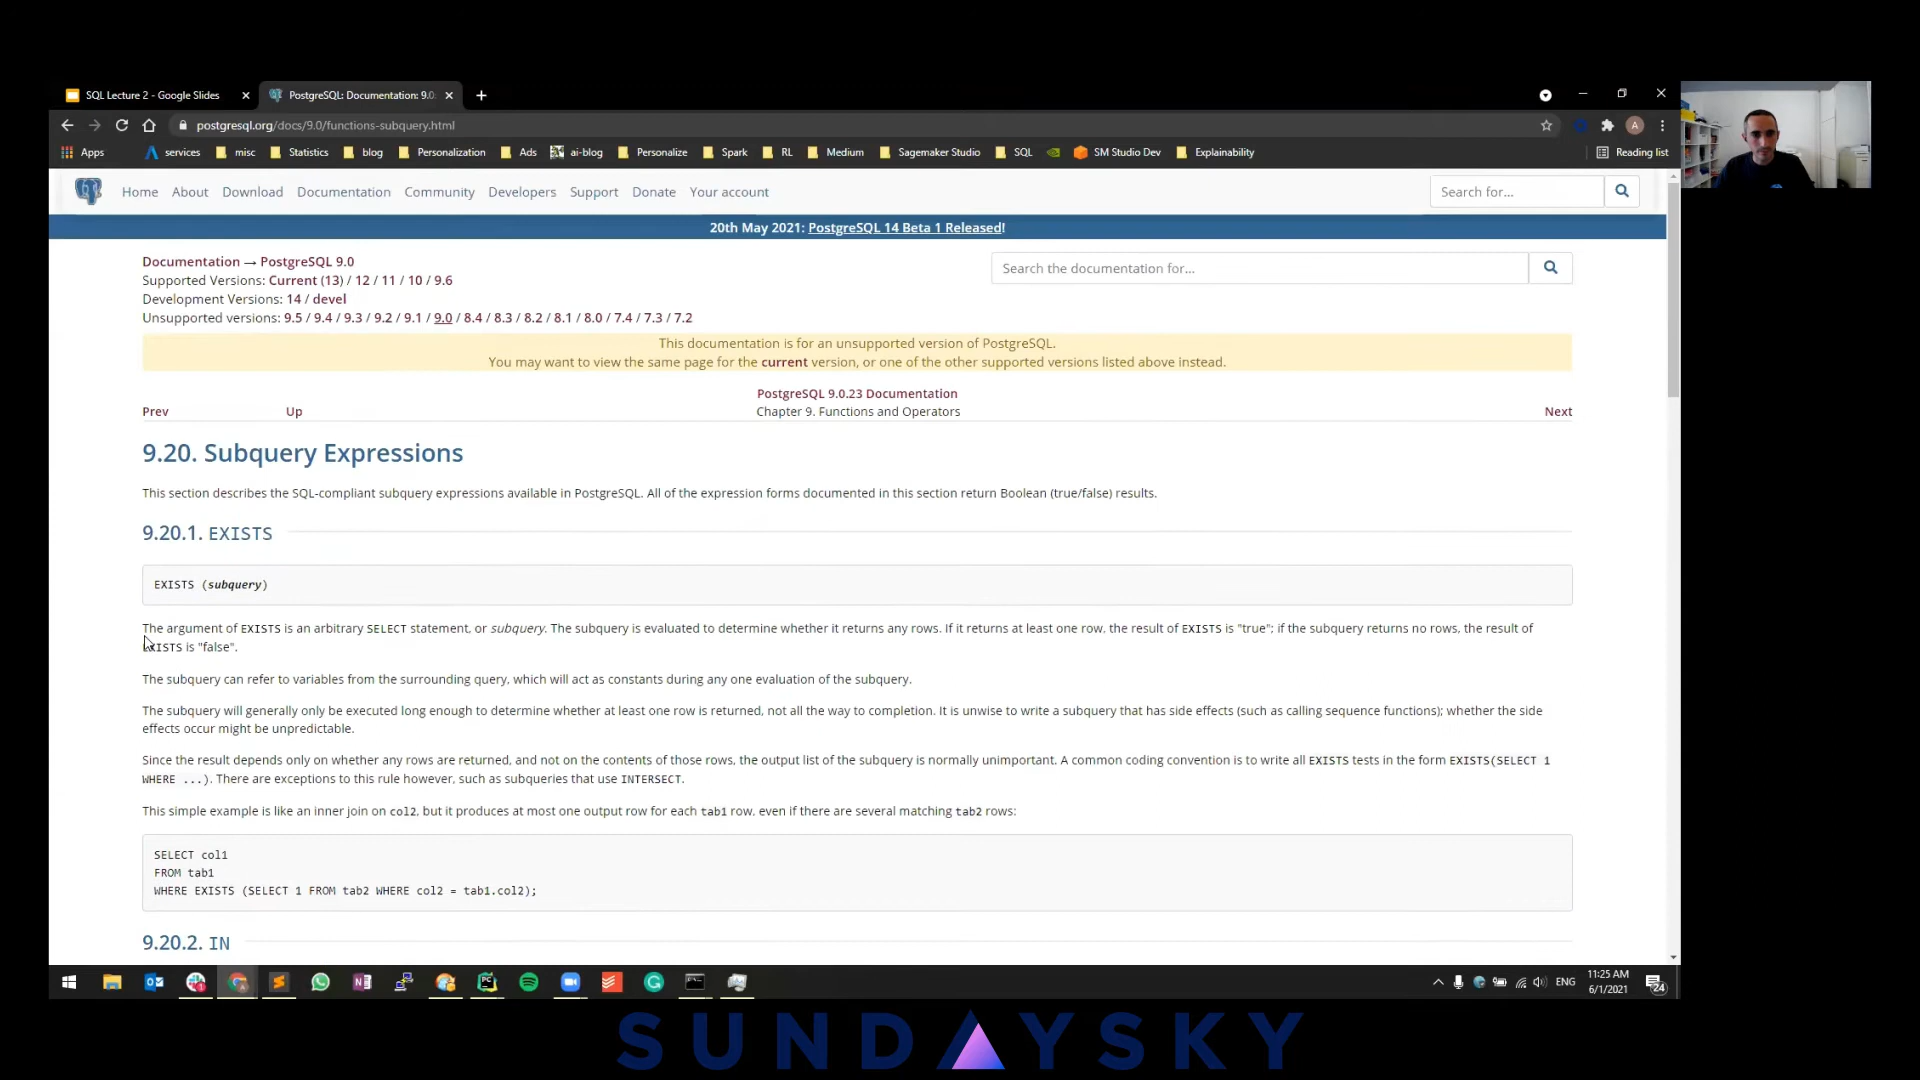 SQL Lecture 2 - Google Slides
PostgreSQL: Documentation: 9.0:
postgresql.org/docs/9.0/functions-subquery.html
A
Apps services misc Statistics blog Personalization Ads ai-blog Personalize Spark RL Medium Sagemaker Studio SQL SM Studio Dev Explainability Reading list
Home About Download Documentation Community Developers Support Donate Your account Search for...
20th May 2021: PostgreSQL 14 Beta 1 Released!
Documentation → PostgreSQL 9.0
Search the documentation for...
Supported Versions: Current (13) / 12 / 11 / 10 / 9.6
Development Versions: 14 / devel
Unsupported versions: 9.5 / 9.4 / 9.3 / 9.2 / 9.1 / 9.0 / 8.4 / 8.3 / 8.2 / 8.1 / 8.0 / 7.4 / 7.3 / 7.2
This documentation is for an unsupported version of PostgreSQL.
You may want to view the same page for the current version, or one of the other supported versions listed above instead.
PostgreSQL 9.0.23 Documentation
Prev Up Chapter 9. Functions and Operators Next
9.20. Subquery Expressions
This section describes the SQL-compliant subquery expressions available in PostgreSQL. All of the expression forms documented in this section return Boolean (true/false) results.
9.20.1. EXISTS
EXISTS (subquery)
The argument of EXISTS is an arbitrary SELECT statement, or subquery. The subquery is evaluated to determine whether it returns any rows. If it returns at least one row, the result of EXISTS is "true"; if the subquery returns no rows, the result of
EXISTS is "false".
The subquery can refer to variables from the surrounding query, which will act as constants during any one evaluation of the subquery.
The subquery will generally only be executed long enough to determine whether at least one row is returned, not all the way to completion. It is unwise to write a subquery that has side effects (such as calling sequence functions); whether the side
effects occur might be unpredictable.
Since the result depends only on whether any rows are returned, and not on the contents of those rows, the output list of the subquery is normally unimportant. A common coding convention is to write all EXISTS tests in the form EXISTS(SELECT 1
WHERE ...). There are exceptions to this rule however, such as subqueries that use INTERSECT.
This simple example is like an inner join on col2, but it produces at most one output row for each tab1 row, even if there are several matching tab2 rows:
SELECT col1
FROM tab1
WHERE EXISTS (SELECT 1 FROM tab2 WHERE col2 = tab1.col2);
9.20.2. IN
ENG
11:25 AM
6/1/2021
24
SUNDAYSKY